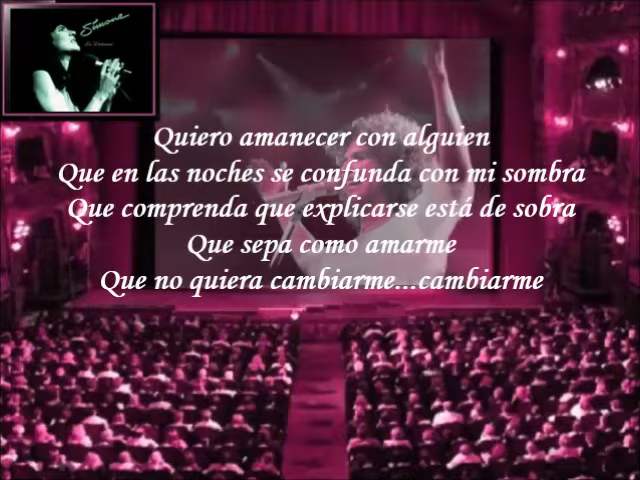 Simone
Quiero amanecer con alguien
Que en las noches se confunda con mi sombra
Que comprenda que explicarse está de sobra
Que sepa como amarme
Que no quiera cambiarme...cambiarme